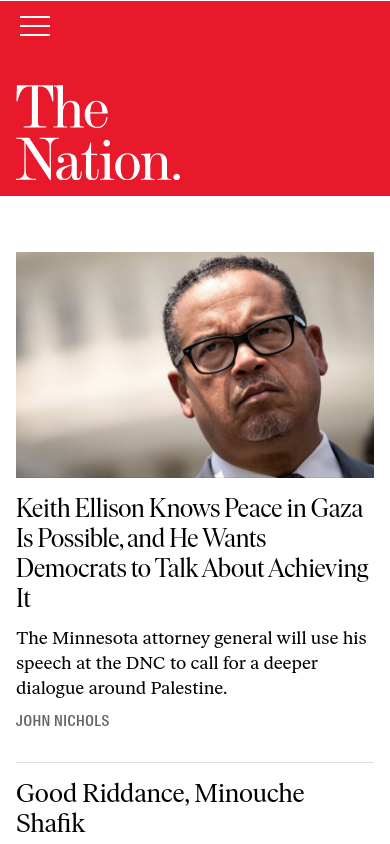 The
Nation.
Keith Ellison Knows Peace in Gaza
Is Possible, and He Wants
Democrats to Talk About Achieving
It
The Minnesota attorney general will use his
speech at the DNC to call for a deeper
dialogue around Palestine.
JOHN NICHOLS
Good Riddance, Minouche
Shafik